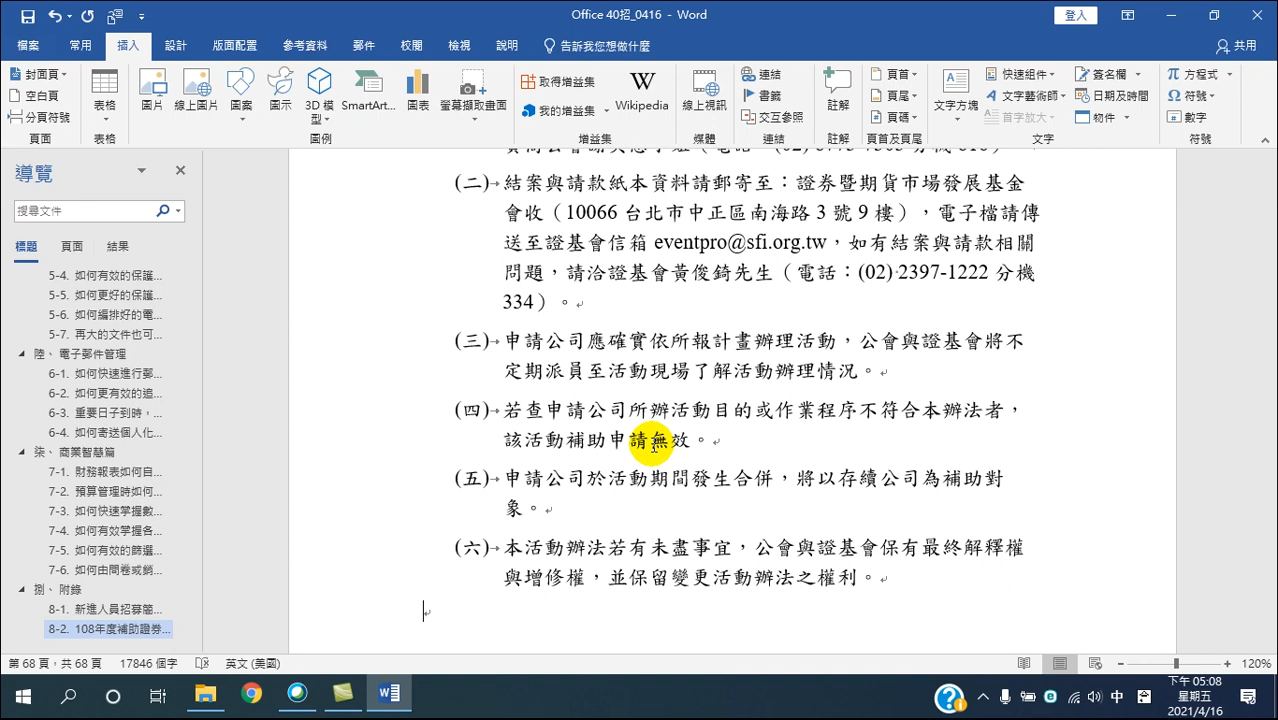 Office 40招_0416 - Word
登入
檔案 常用 插入 設計 版面配置 參考資料 郵件 校閱 檢視 說明 告訴我您想做什麼 共用
封面頁
空白頁
分頁符號
頁面
表格
表格
圖片 線上圖片 圖案 圖示 3D 模型 SmartArt... 圖表 螢幕擷取畫面
圖例
取得增益集
我的增益集
Wikipedia
增益集
線上視訊
媒體
連結
書籤
交互參照
連結
註解
註解
頁首
頁尾
頁碼
頁首及頁尾
文字方塊
快速組件
文字藝術師
首字放大
簽名欄
日期及時間
物件
文字
方程式
符號
數字
符號
導覽
搜尋文件
標題 頁面 結果
5-4. 如何有效的保護...
5-5. 如何更好的保護...
5-6. 如何編排好的電...
5-7. 再大的文件也可...
陸、 電子郵件管理
6-1. 如何快速進行郵...
6-2. 如何更有效的追...
6-3. 重要日子到時，...
6-4. 如何寄送個人化...
柒、 商業智慧篇
7-1. 財務報表如何自...
7-2. 預算管理時如何...
7-3. 如何快速掌握數...
7-4. 如何有效掌握各...
7-5. 如何有效的篩選...
7-6. 如何由問卷或銷...
捌、 附錄
8-1. 新進人員招募簡...
8-2. 108年度補助證券...
(二)→結案與請款紙本資料請郵寄至：證券暨期貨市場發展基金
會收（10066 台北市中正區南海路 3 號 9 樓），電子檔請傳
送至證基會信箱 eventpro@sfi.org.tw，如有結案與請款相關
問題，請洽證基會黃俊錡先生（電話：(02)·2397-1222 分機
334）。
(三)→申請公司應確實依所報計畫辦理活動，公會與證基會將不
定期派員至活動現場了解活動辦理情況。
(四)→若查申請公司所辦活動目的或作業程序不符合本辦法者，
該活動補助申請無效。
(五)→申請公司於活動期間發生合併，將以存續公司為補助對
象。
(六)→本活動辦法若有未盡事宜，公會與證基會保有最終解釋權
與增修權，並保留變更活動辦法之權利。
第 68 頁，共 68 頁 17846 個字 英文 (美國) 120%
中
下午 05:08
星期五
2021/4/16